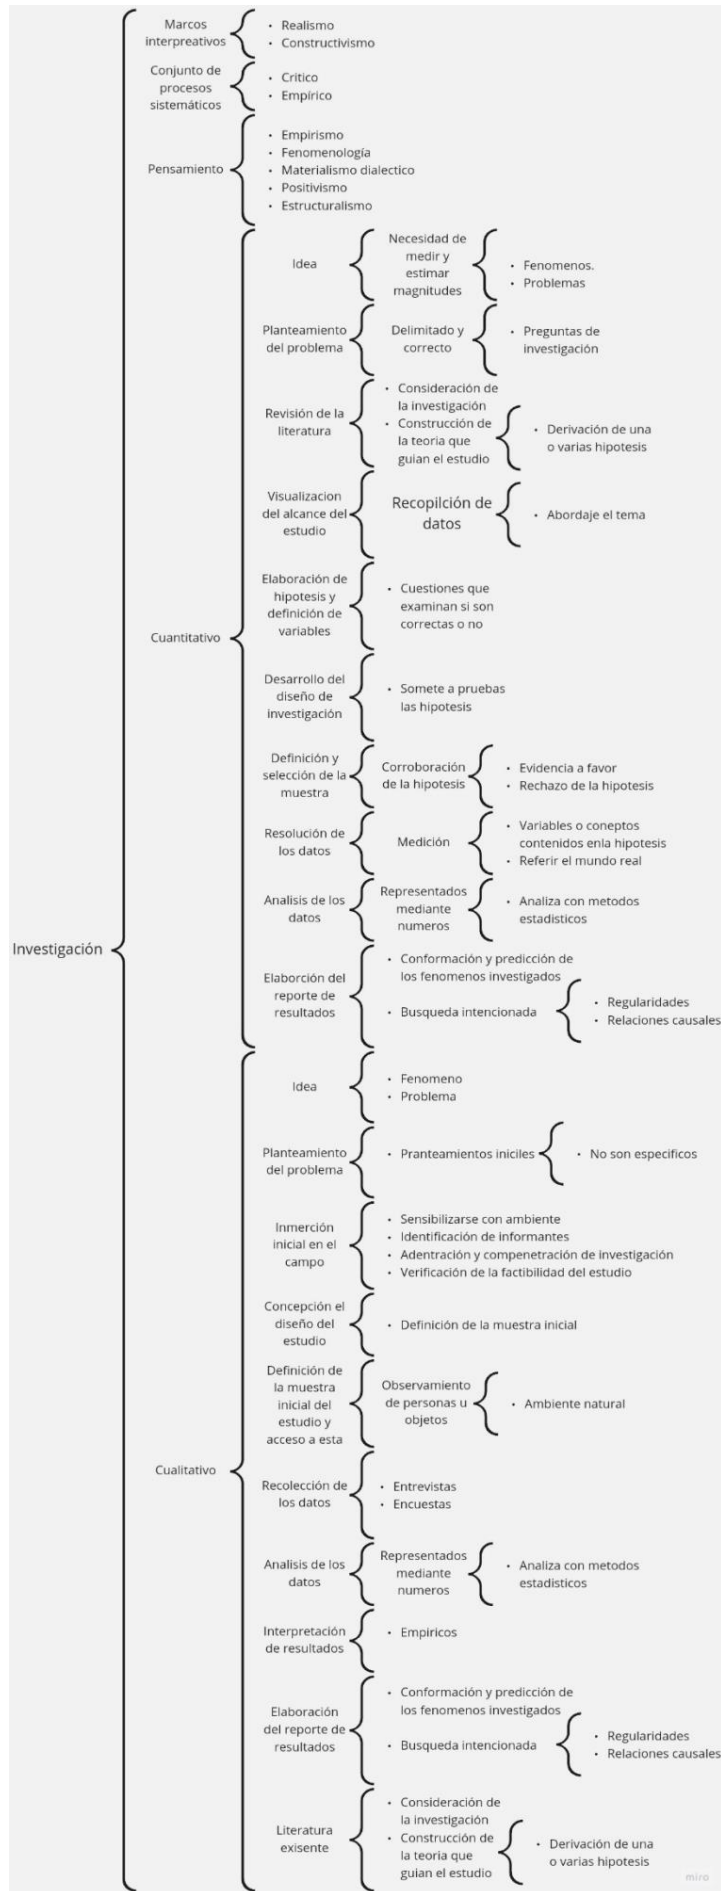 Marcos
interpreativos
• Realismo
• Constructivismo
Conjunto de
procesos
sistemáticos
• Critico
• Empírico
Pensamiento
• Empirismo
• Fenomenología
• Materialismo dialectico
• Positivismo
• Estructuralismo
Investigación
Cuantitativo
Idea
Necesidad de
medir y
estimar
magnitudes
• Fenomenos.
• Problemas
Planteamiento
del problema
Delimitado y
correcto
• Preguntas de
investigación
Revisión de la
literatura
• Consideración de
la investigación
• Construcción de
la teoria que
guian el estudio
• Derivación de una
o varias hipotesis
Visualizacion
del alcance del
estudio
Recopilción de
datos
• Abordaje el tema
Elaboración de
hipotesis y
definición de
variables
• Cuestiones que
examinan si son
correctas o no
Desarrollo del
diseño de
investigación
• Somete a pruebas
las hipotesis
Definición y
selección de la
muestra
Corroboración
de la hipotesis
• Evidencia a favor
• Rechazo de la hipotesis
Resolución de
los datos
Medición
• Variables o coneptos
contenidos enla hipotesis
• Referir el mundo real
Analisis de los
datos
Representados
mediante
numeros
• Analiza con metodos
estadisticos
Elaborción del
reporte de
resultados
• Conformación y predicción de
los fenomenos investigados
• Busqueda intencionada
• Regularidades
• Relaciones causales
Cualitativo
Idea
• Fenomeno
• Problema
Planteamiento
del problema
• Pranteamientos iniciles
• No son especificos
Inmerción
inicial en el
campo
• Sensibilizarse con ambiente
• Identificación de informantes
• Adentración y compenetración de investigación
• Verificación de la factibilidad del estudio
Concepción el
diseño del
estudio
• Definición de la muestra inicial
Definición de
la muestra
inicial del
estudio y
acceso a esta
Observamiento
de personas u
objetos
• Ambiente natural
Recolección de
los datos
• Entrevistas
• Encuestas
Analisis de los
datos
Representados
mediante
numeros
• Analiza con metodos
estadisticos
Interpretación
de resultados
• Empiricos
Elaboración
del reporte de
resultados
• Conformación y predicción de
los fenomenos investigados
• Busqueda intencionada
• Regularidades
• Relaciones causales
Literatura
exisente
• Consideración de
la investigación
• Construcción de
la teoria que
guian el estudio
• Derivación de una
o varias hipotesis
miro